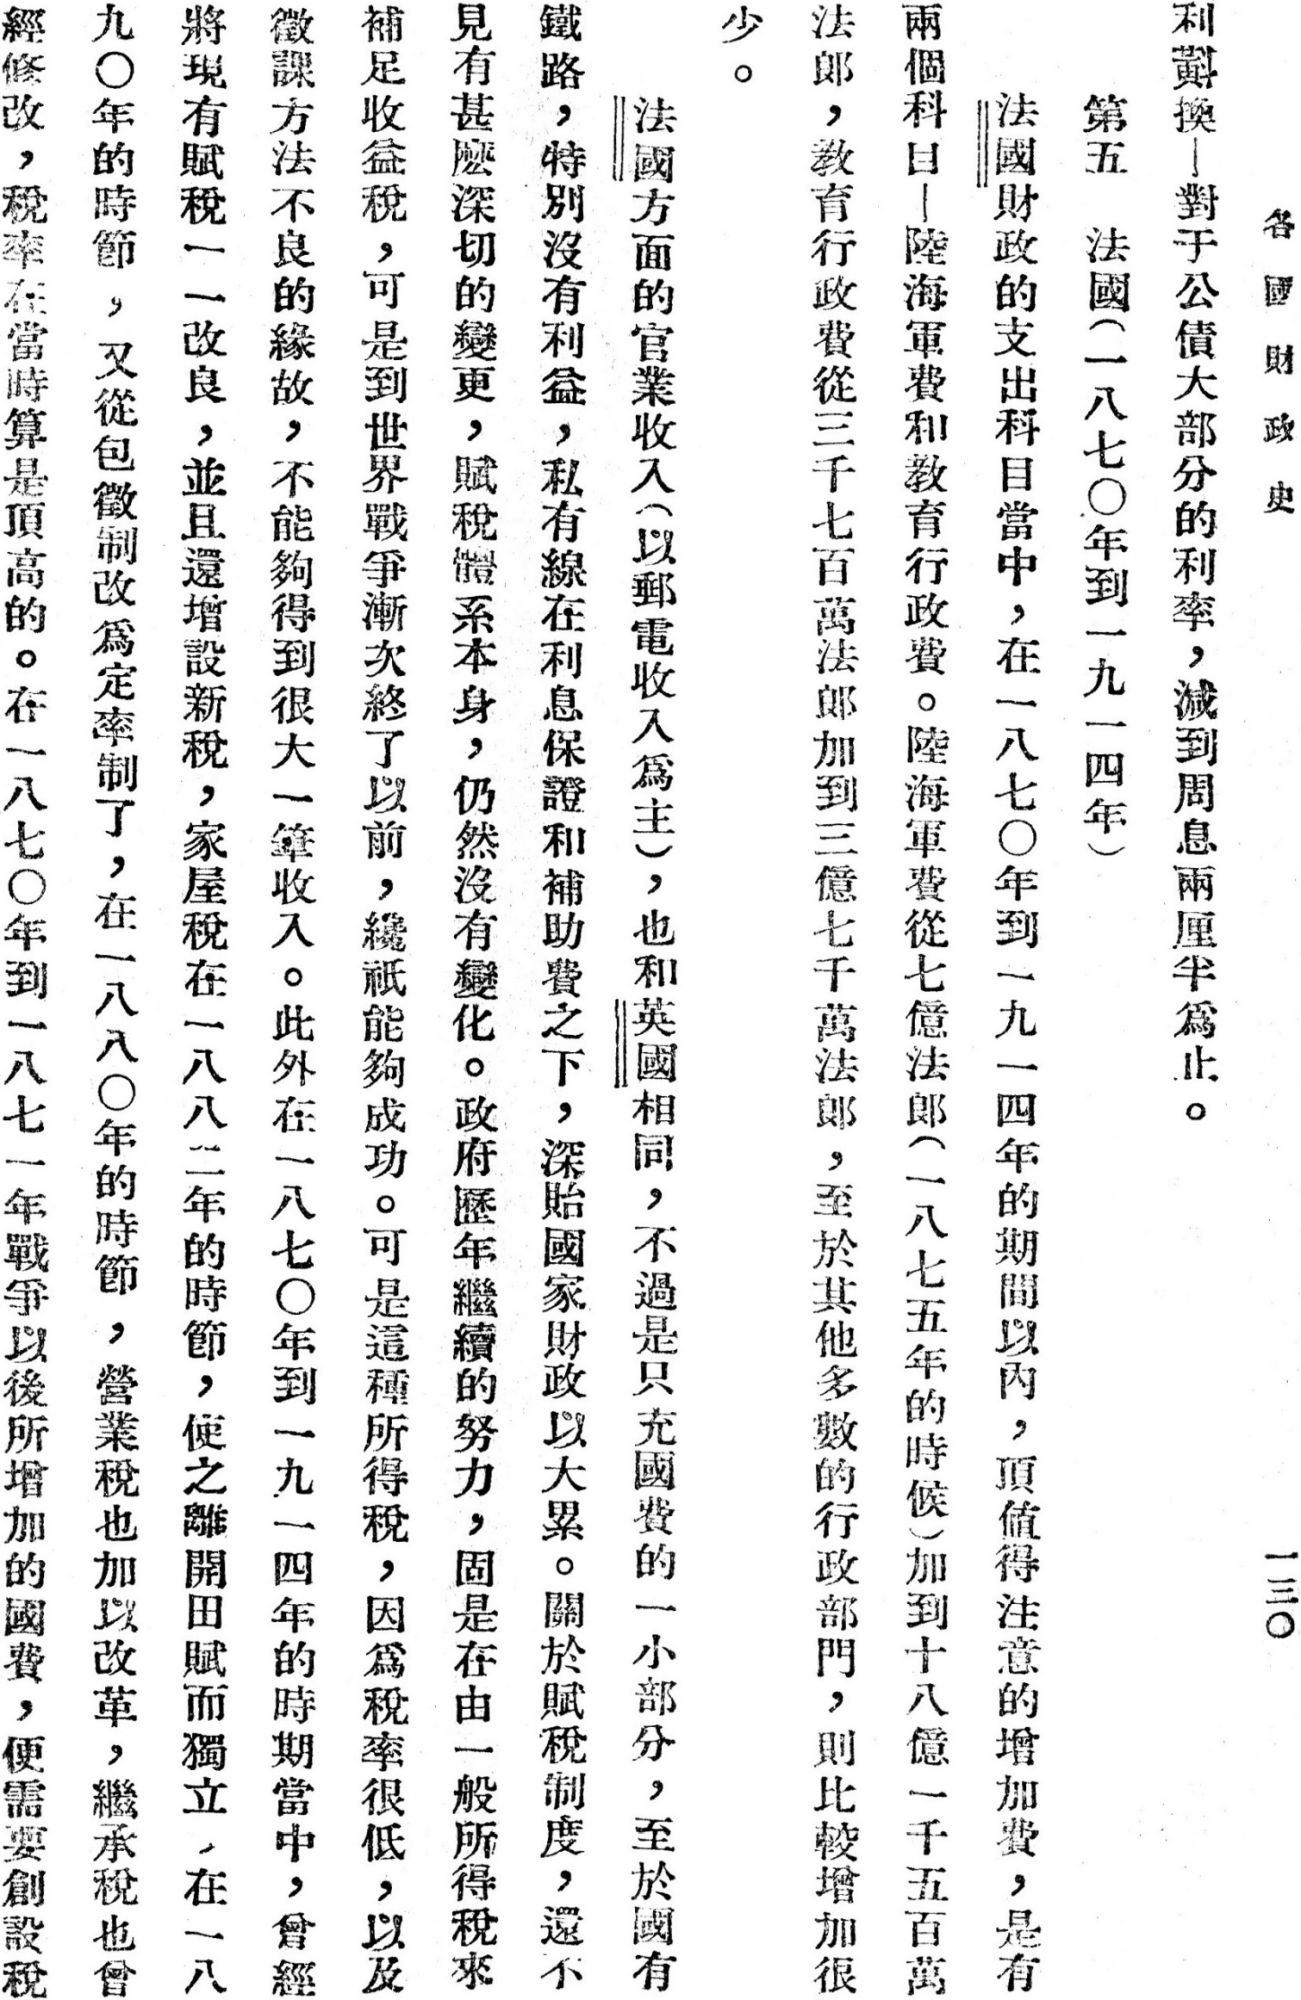 各國財政史
一三〇
利斟換—對于公債大部分的利率，減到周息兩厘半為止。
第五　法國（一八七〇年到一九一四年）
法國財政的支出科目當中，在一八七〇年到一九一四年的期間以內，頂値得注意的增加費，是有
兩個科目—陸海軍費和教育行政費。陸海軍費從七億法郎（一八七五年的時候）加到十八億一千五百萬
法郎，教育行政費從三千七百萬法郎加到三億七千萬法郎，至於其他多數的行政部門，則比較增加很
少。
法國方面的官業收入（以郵電收入爲主），也和英國相同，不過是只充國費的一小部分，至於國有
鐵路，特別沒有利益，私有線在利息保證和補助費之下，深貽國家財政以大累。關於賦稅制度，還不
見有甚麽深切的變更，賦稅體系本身，仍然沒有變化。政府歷年繼續的努力，固是在由一般所得稅來
補足收益稅，可是到世界戰爭漸次終了以前，纔祇能夠成功。可是這種所得稅，因爲稅率很低，以及
徵課方法不良的緣故，不能夠得到很大一筆收入。此外在一八七〇年到一九一四年的時期當中，曾經
將現有賦稅一一改良，並且還增設新稅，家屋稅在一八八二年的時節，使之離開田賦而獨立，在一八
九〇年的時節，又從包徵制改爲定率制了，在一八八〇年的時節，營業稅也加以改革，繼承稅也曾
經修改，稅率在當時算是頂高的。在一八七〇年到一八七一年戰爭以後所增加的國費，便需要創設稅